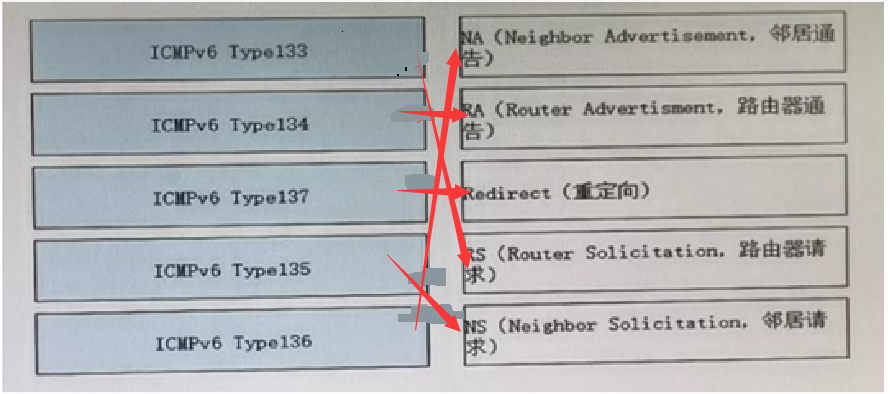 ICMPv6 Type133
NA (Neighbor Advertisement, 邻居通
告)
ICMPv6 Type134
RA (Router Advertisment, 路由器通
告)
ICMPv6 Type137
Redirect (重定向)
ICMPv6 Type135
RS (Router Solicitation, 路由器请
求)
ICMPv6 Type136
NS (Neighbor Solicitation, 邻居请
求)